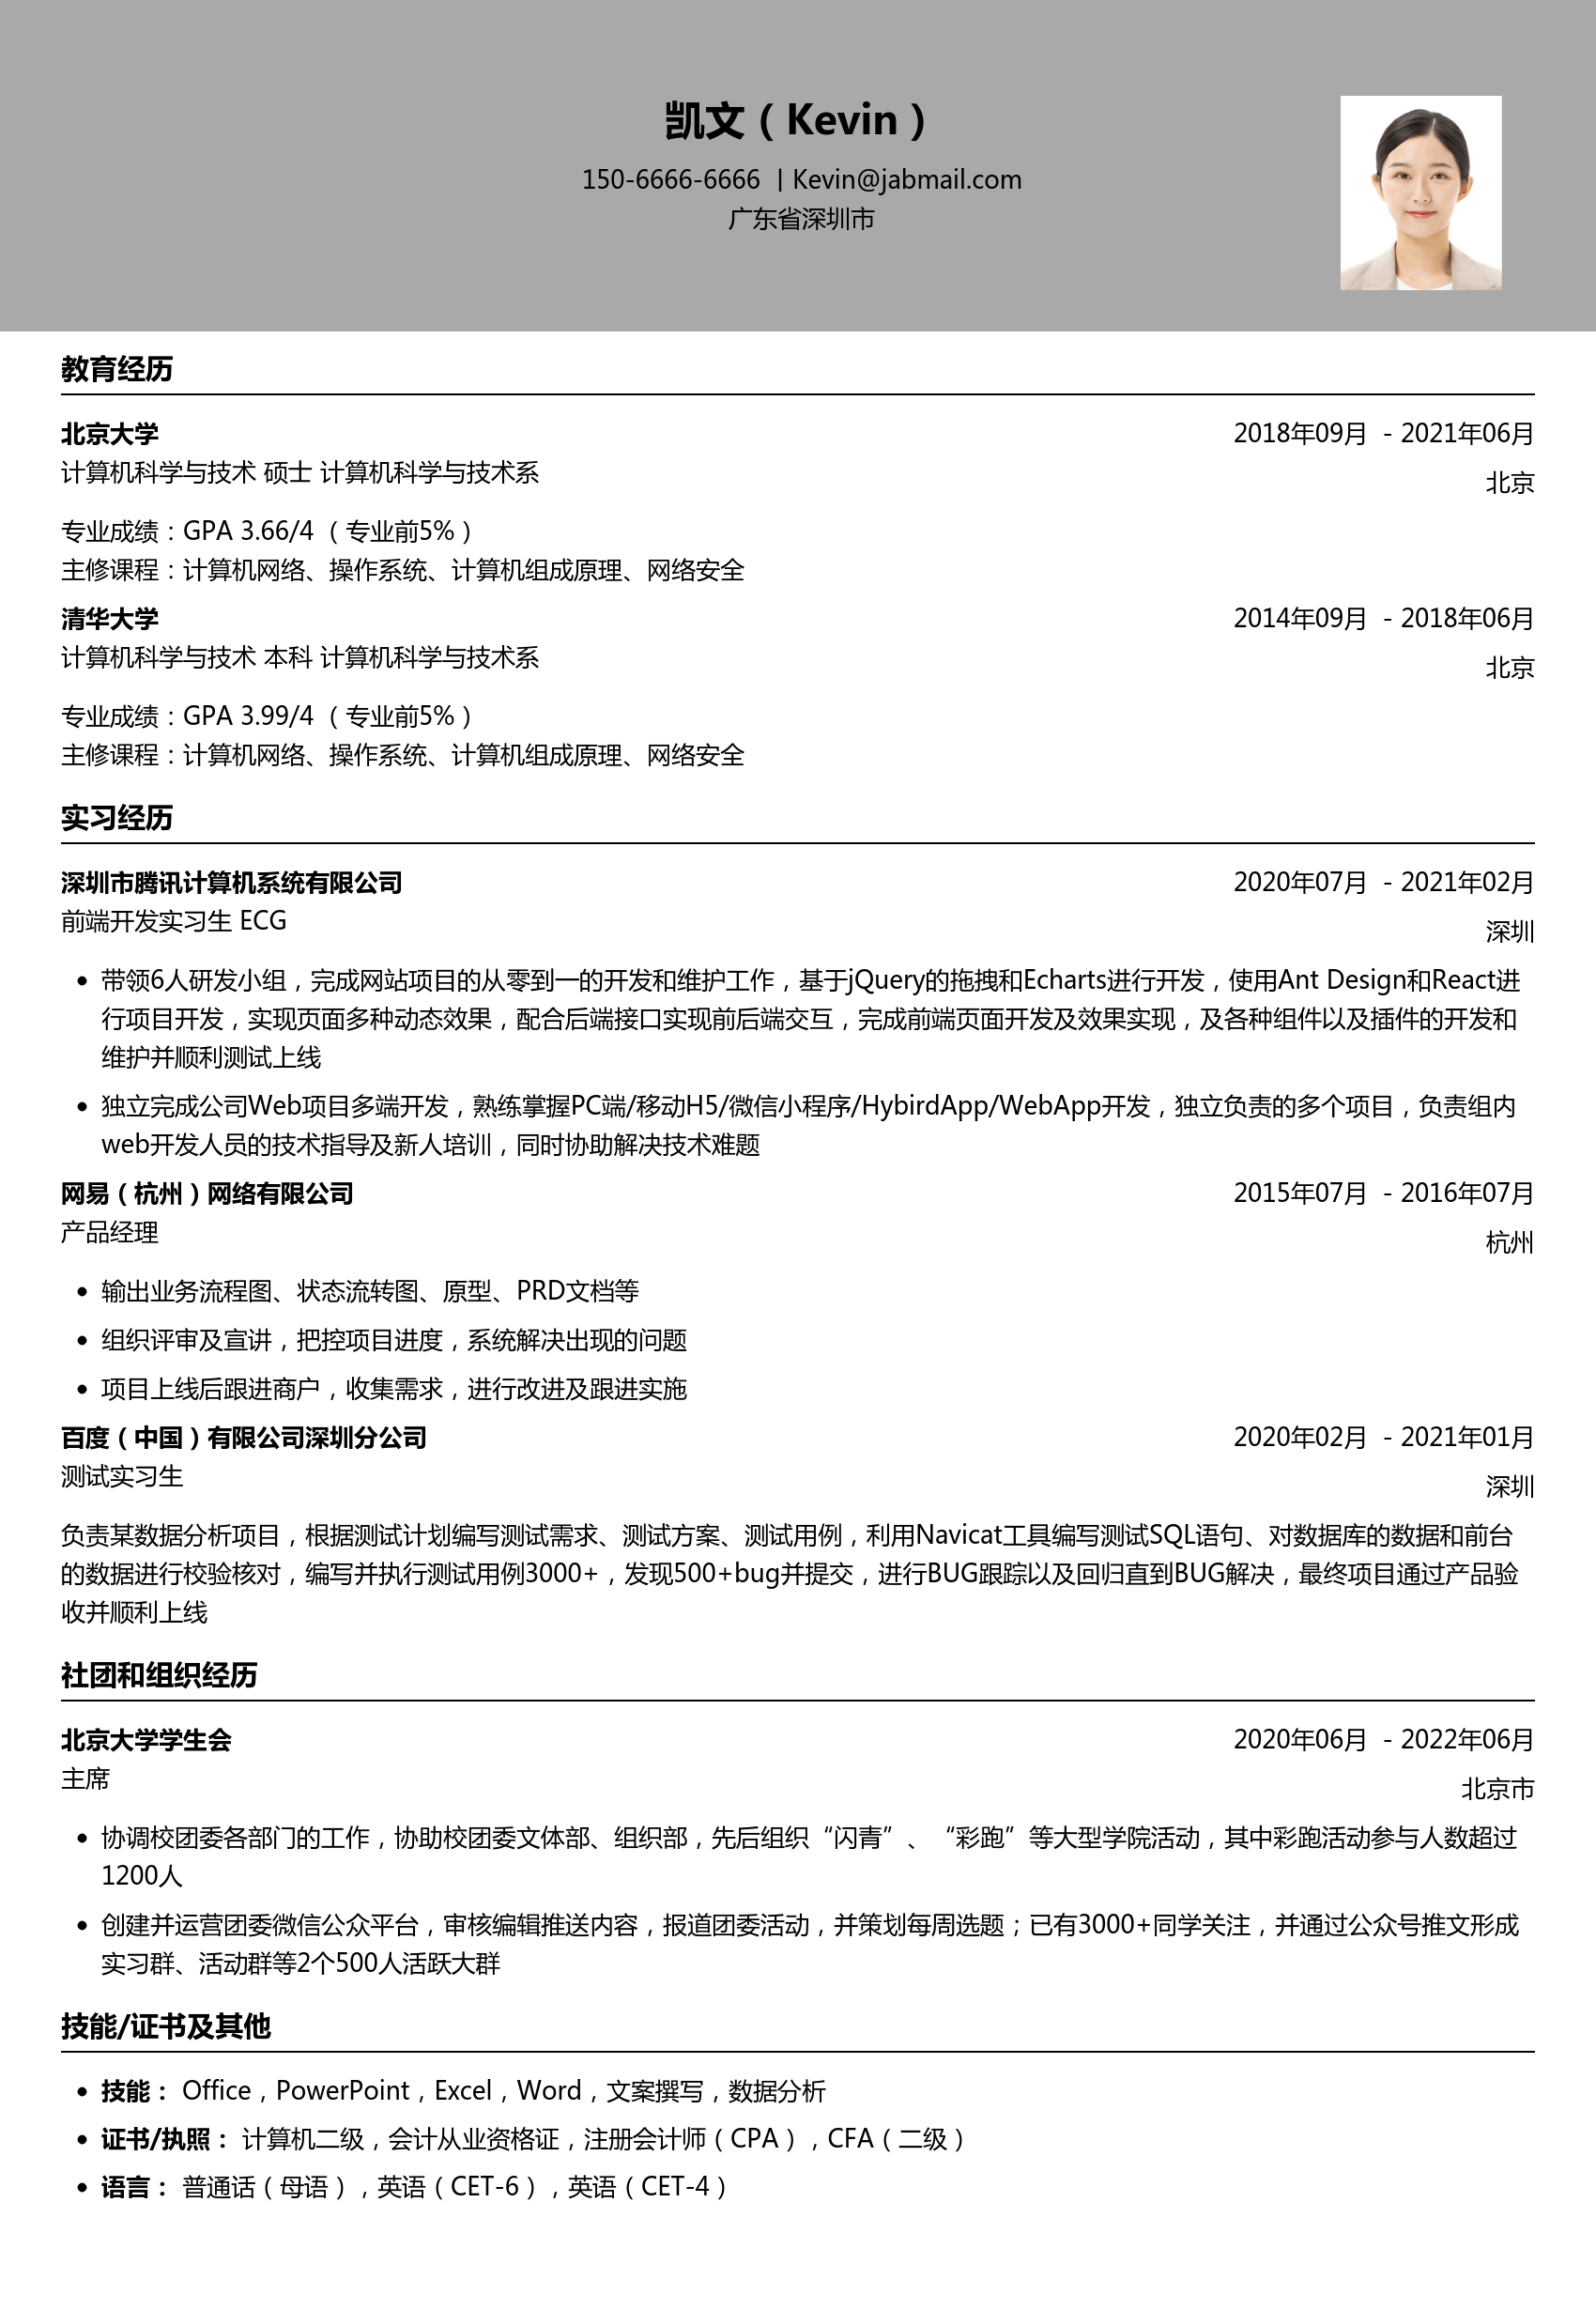 凯文（Kevin）
150-6666-6666 | Kevin@jabmail.com
广东省深圳市
教育经历
北京大学 2018年09月 - 2021年06月
计算机科学与技术 硕士 计算机科学与技术系 北京
专业成绩：GPA 3.66/4 （专业前5%）
主修课程：计算机网络、操作系统、计算机组成原理、网络安全
清华大学 2014年09月 - 2018年06月
计算机科学与技术 本科 计算机科学与技术系 北京
专业成绩：GPA 3.99/4 （专业前5%）
主修课程：计算机网络、操作系统、计算机组成原理、网络安全
实习经历
深圳市腾讯计算机系统有限公司 2020年07月 - 2021年02月
前端开发实习生 ECG 深圳
• 带领6人研发小组，完成网站项目的从零到一的开发和维护工作，基于jQuery的拖拽和Echarts进行开发，使用Ant Design和React进
行项目开发，实现页面多种动态效果，配合后端接口实现前后端交互，完成前端页面开发及效果实现，及各种组件以及插件的开发和
维护并顺利测试上线
• 独立完成公司Web项目多端开发，熟练掌握PC端/移动H5/微信小程序/HybirdApp/WebApp开发，独立负责的多个项目，负责组内
web开发人员的技术指导及新人培训，同时协助解决技术难题
网易（杭州）网络有限公司 2015年07月 - 2016年07月
产品经理 杭州
• 输出业务流程图、状态流转图、原型、PRD文档等
• 组织评审及宣讲，把控项目进度，系统解决出现的问题
• 项目上线后跟进商户，收集需求，进行改进及跟进实施
百度（中国）有限公司深圳分公司 2020年02月 - 2021年01月
测试实习生 深圳
负责某数据分析项目，根据测试计划编写测试需求、测试方案、测试用例，利用Navicat工具编写测试SQL语句、对数据库的数据和前台
的数据进行校验核对，编写并执行测试用例3000+，发现500+bug并提交，进行BUG跟踪以及回归直到BUG解决，最终项目通过产品验
收并顺利上线
社团和组织经历
北京大学学生会 2020年06月 - 2022年06月
主席 北京市
• 协调校团委各部门的工作，协助校团委文体部、组织部，先后组织“闪青”、“彩跑”等大型学院活动，其中彩跑活动参与人数超过
1200人
• 创建并运营团委微信公众平台，审核编辑推送内容，报道团委活动，并策划每周选题；已有3000+同学关注，并通过公众号推文形成
实习群、活动群等2个500人活跃大群
技能/证书及其他
• 技能： Office，PowerPoint，Excel，Word，文案撰写，数据分析
• 证书/执照： 计算机二级，会计从业资格证，注册会计师（CPA），CFA（二级）
• 语言： 普通话（母语），英语（CET-6），英语（CET-4）